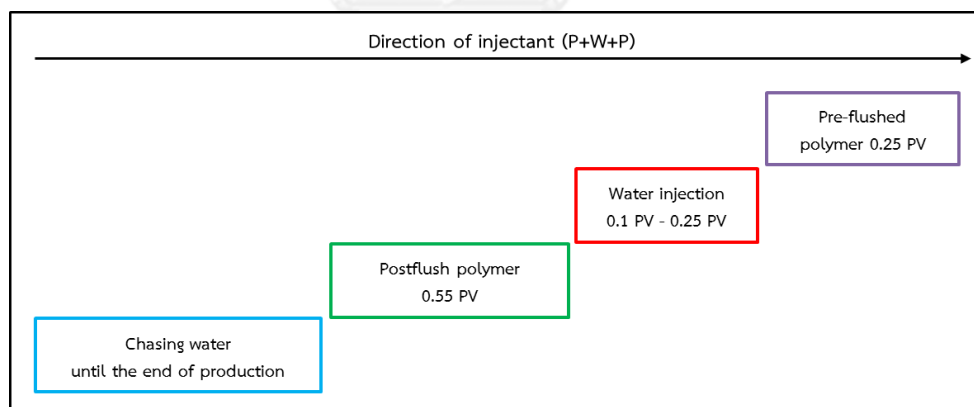 Direction of injectant (P+W+P)
Pre-flushed
polymer 0.25 PV
Water injection
0.1 PV - 0.25 PV
Postflush polymer
0.55 PV
Chasing water
until the end of production